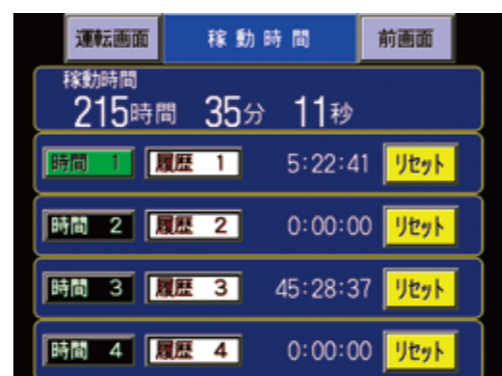 運転画面 稼動時間 前画面
稼動時間
215時間 35分 11秒
時間 1 履歴 1 5:22:41 リセット
時間 2 履歴 2 0:00:00 リセット
時間 3 履歴 3 45:28:37 リセット
時間 4 履歴 4 0:00:00 リセット